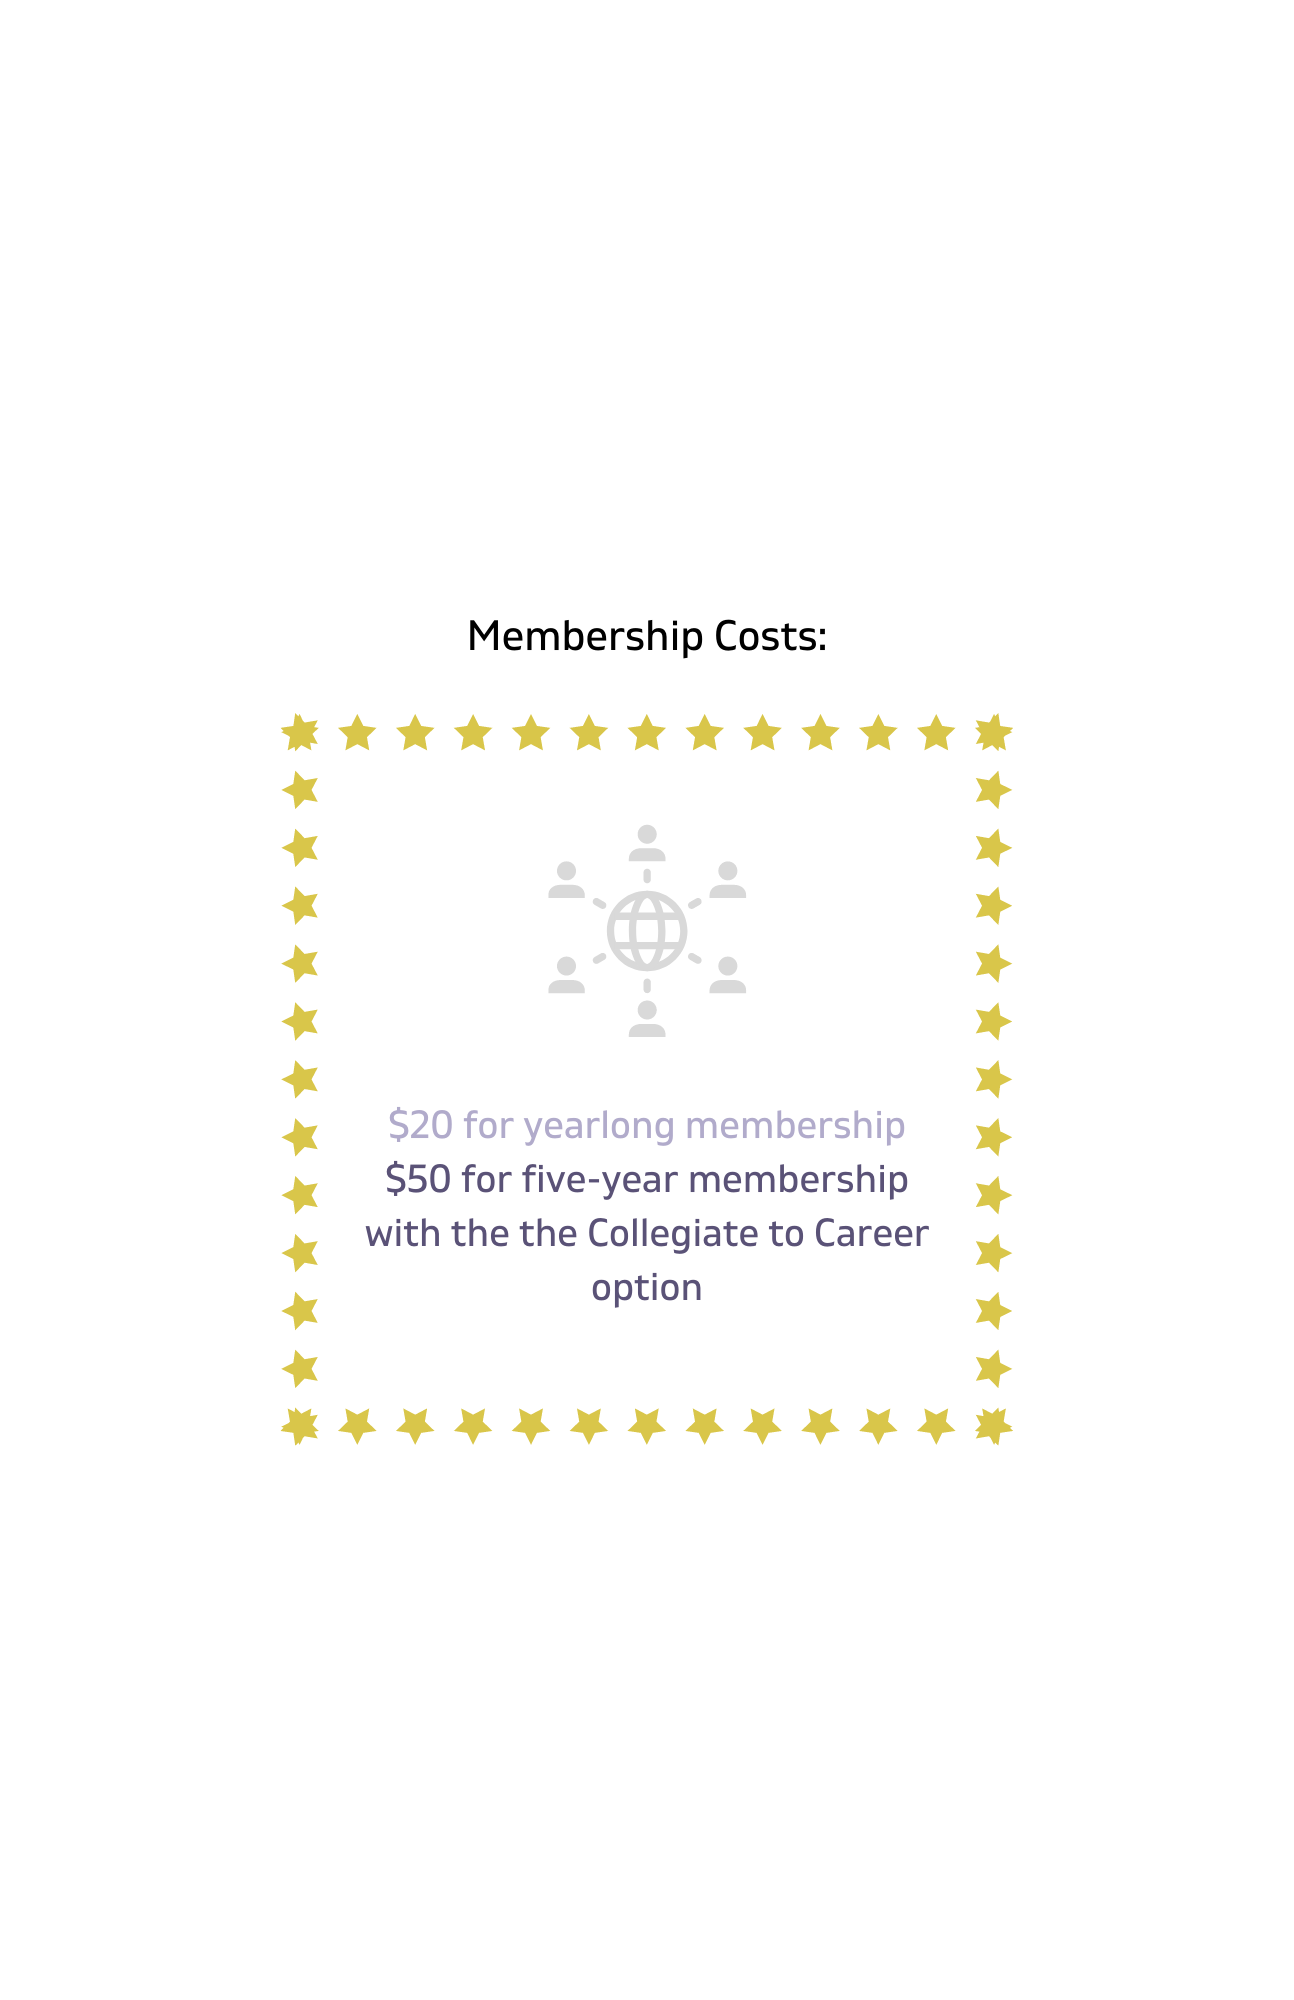 Membership Costs:
$20 for yearlong membership
$50 for five-year membership
with the the Collegiate to Career
option